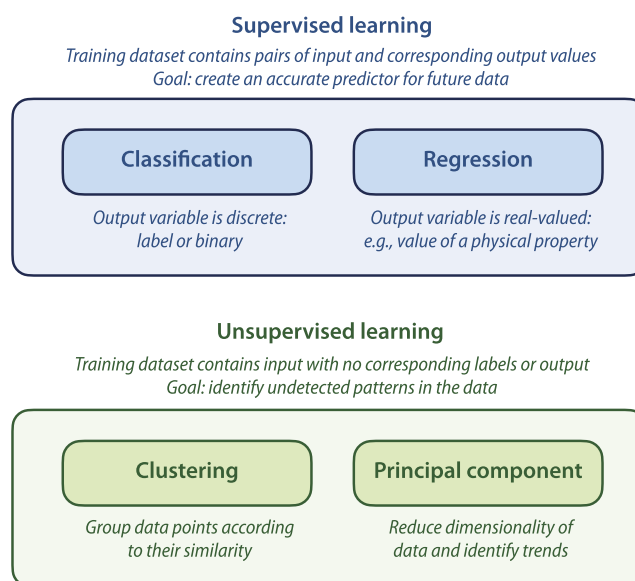 Supervised learning
Training dataset contains pairs of input and corresponding output values
Goal: create an accurate predictor for future data
Classification
Regression
Output variable is discrete:
label or binary
Output variable is real-valued:
e.g., value of a physical property
Unsupervised learning
Training dataset contains input with no corresponding labels or output
Goal: identify undetected patterns in the data
Clustering
Principal component
Group data points according
to their similarity
Reduce dimensionality of
data and identify trends